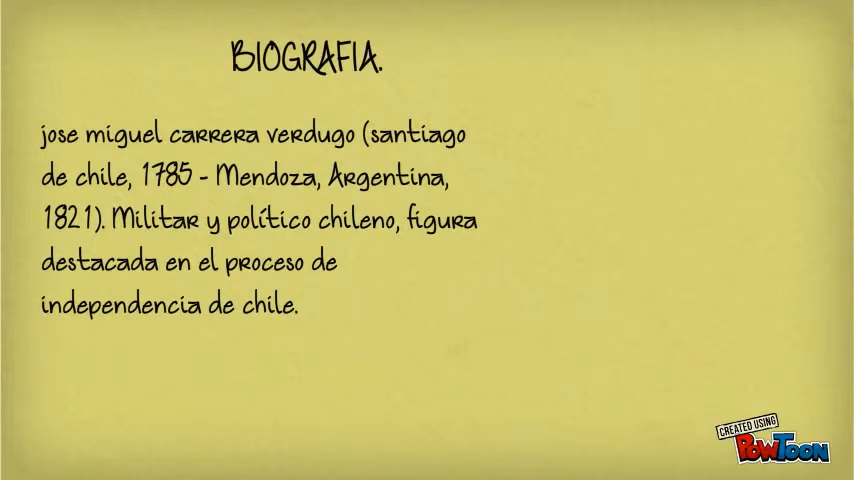 BIOGRAFIA.
jose miguel carrera verdugo (santiago
de chile, 1785 - Mendoza, Argentina,
1821). Militar y político chileno, figura
destacada en el proceso de
independencia de chile.
CREATED USING
PowToon